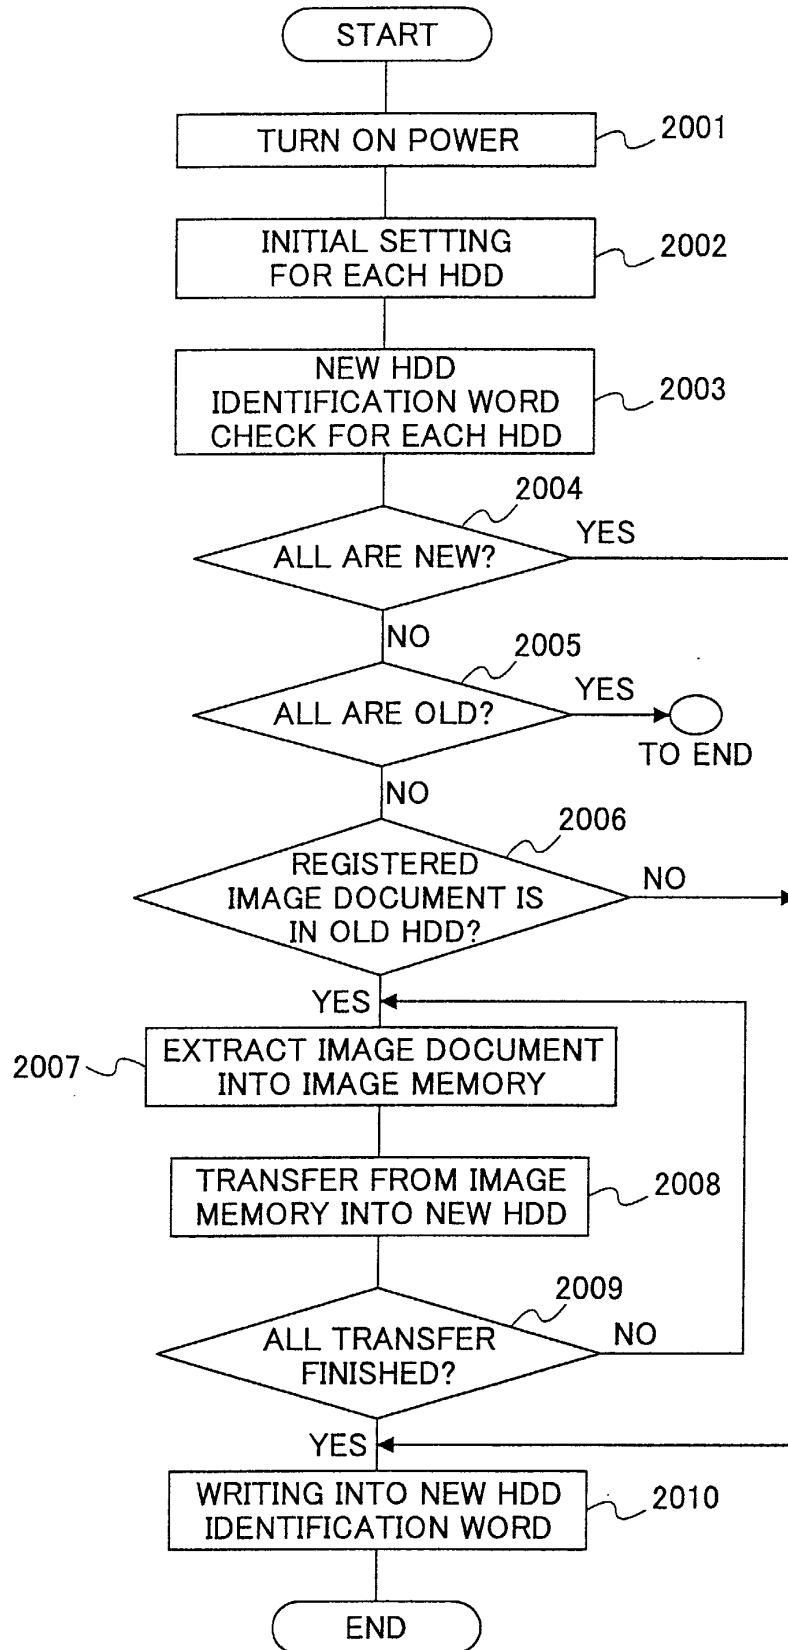 START
TURN ON POWER
2001
INITIAL SETTING
FOR EACH HDD
2002
NEW HDD
IDENTIFICATION WORD
CHECK FOR EACH HDD
2003
2004
ALL ARE NEW?
YES
NO
2005
ALL ARE OLD?
YES
TO END
NO
2006
REGISTERED
IMAGE DOCUMENT IS
IN OLD HDD?
NO
YES
2007
EXTRACT IMAGE DOCUMENT
INTO IMAGE MEMORY
TRANSFER FROM IMAGE
MEMORY INTO NEW HDD
2008
2009
ALL TRANSFER
FINISHED?
NO
YES
WRITING INTO NEW HDD
IDENTIFICATION WORD
2010
END